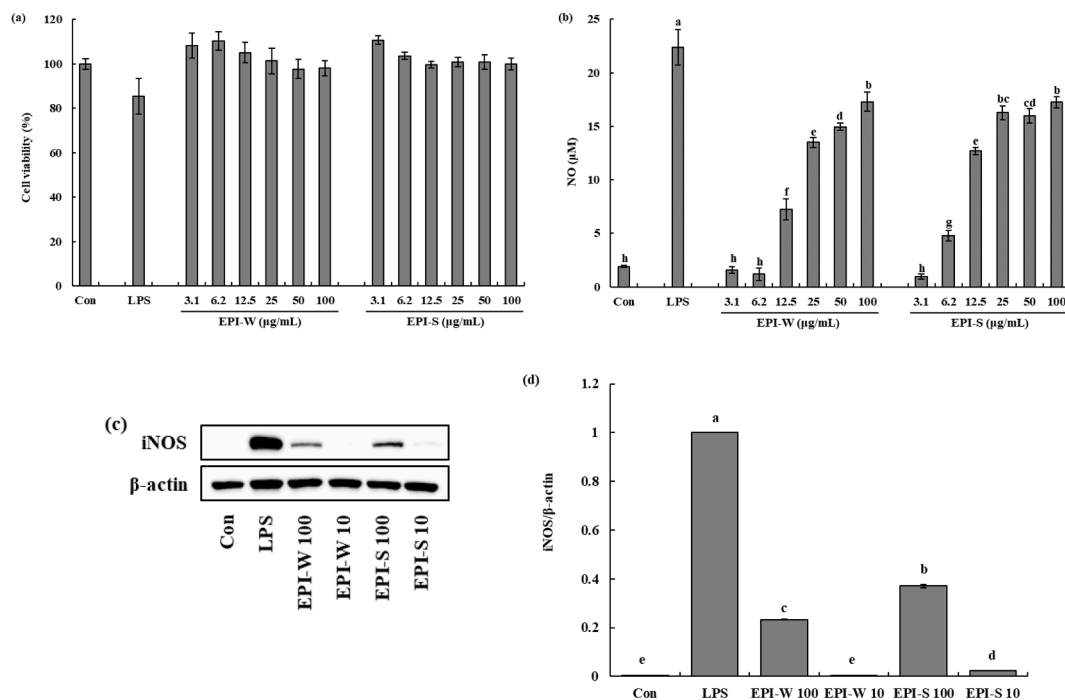 (a)
120
100
80
60
40
20
0
Cell viability (%)
Con LPS 3.1 6.2 12.5 25 50 100 3.1 6.2 12.5 25 50 100
EPI-W (μg/mL) EPI-S (μg/mL)
(b)
25
20
15
10
5
0
NO (μM)
h a h h f e d b h g e bc cd b
Con LPS 3.1 6.2 12.5 25 50 100 3.1 6.2 12.5 25 50 100
EPI-W (μg/mL) EPI-S (μg/mL)
(c)
iNOS
β-actin
Con
LPS
EPI-W 100
EPI-W 10
EPI-S 100
EPI-S 10
(d)
1.2
1
0.8
0.6
0.4
0.2
0
iNOS/β-actin
e a c e b d
Con LPS EPI-W 100 EPI-W 10 EPI-S 100 EPI-S 10